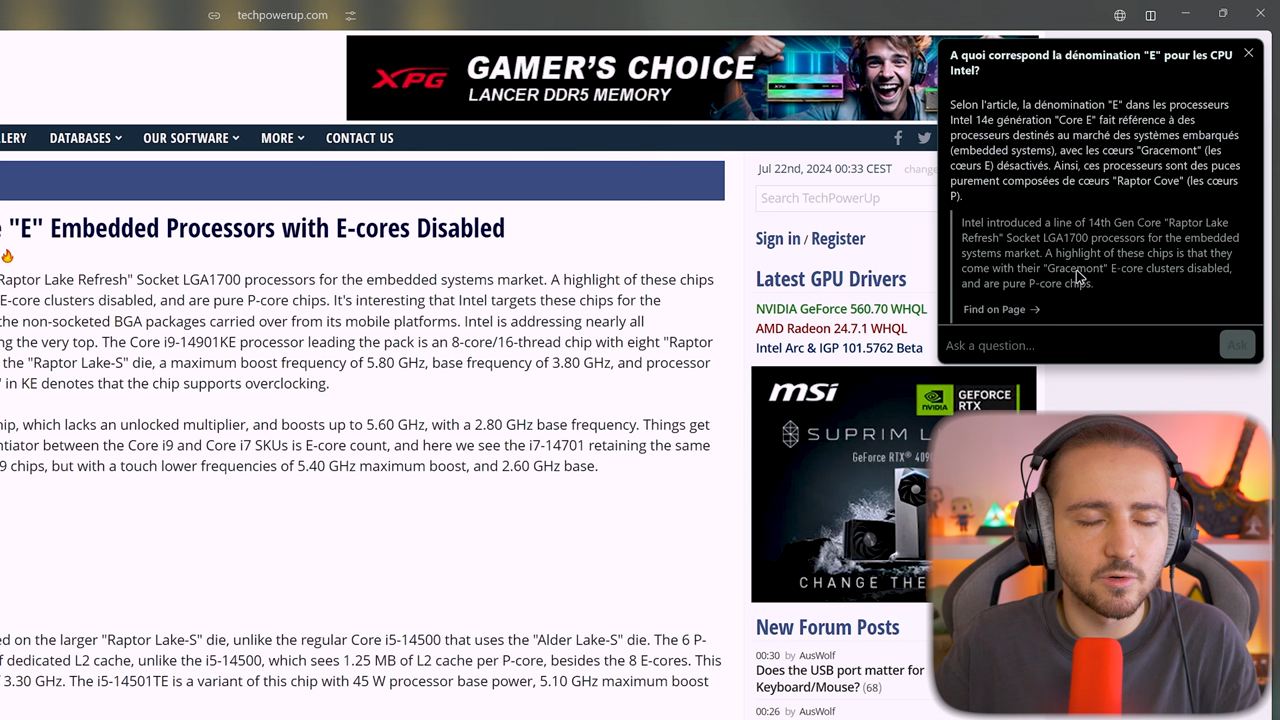 techpowerup.com
XPG
GAMER'S CHOICE
LANCER DDR5 MEMORY
LERY
DATABASES
OUR SOFTWARE
MORE
CONTACT US
"E" Embedded Processors with E-cores Disabled
Raptor Lake Refresh" Socket LGA1700 processors for the embedded systems market. A highlight of these chips
E-core clusters disabled, and are pure P-core chips. It's interesting that Intel targets these chips for the
the non-socketed BGA packages carried over from its mobile platforms. Intel is addressing nearly all
ng the very top. The Core i9-14901KE processor leading the pack is an 8-core/16-thread chip with eight "Raptor
the "Raptor Lake-S" die, a maximum boost frequency of 5.80 GHz, base frequency of 3.80 GHz, and processor
" in KE denotes that the chip supports overclocking.
hip, which lacks an unlocked multiplier, and boosts up to 5.60 GHz, with a 2.80 GHz base frequency. Things get
ntiator between the Core i9 and Core i7 SKUs is E-core count, and here we see the i7-14701 retaining the same
9 chips, but with a touch lower frequencies of 5.40 GHz maximum boost, and 2.60 GHz base.
ed on the larger "Raptor Lake-S" die, unlike the regular Core i5-14500 that uses the "Alder Lake-S" die. The 6 P-
f dedicated L2 cache, unlike the i5-14500, which sees 1.25 MB of L2 cache per P-core, besides the 8 E-cores. This
3.30 GHz. The i5-14501TE is a variant of this chip with 45 W processor base power, 5.10 GHz maximum boost
Jul 22nd, 2024 00:33 CEST change
Search TechPowerUp
Sign in / Register
Latest GPU Drivers
NVIDIA GeForce 560.70 WHQL
AMD Radeon 24.7.1 WHQL
Intel Arc & IGP 101.5762 Beta
msi
NVIDIA
GEFORCE
RTX
SUPRIM L
GeForce RTX® 409
CHANGE THE
New Forum Posts
00:30 by AusWolf
Does the USB port matter for
Keyboard/Mouse? (68)
00:26 by AusWolf
A quoi correspond la dénomination "E" pour les CPU
Intel?
Selon l'article, la dénomination "E" dans les processeurs
Intel 14e génération "Core E" fait référence à des
processeurs destinés au marché des systèmes embarqués
(embedded systems), avec les cœurs "Gracemont" (les
cœurs E) désactivés. Ainsi, ces processeurs sont des puces
purement composées de cœurs "Raptor Cove" (les cœurs
P).
Intel introduced a line of 14th Gen Core "Raptor Lake
Refresh" Socket LGA1700 processors for the embedded
systems market. A highlight of these chips is that they
come with their "Gracemont" E-core clusters disabled,
and are pure P-core chips.
Find on Page →
Ask a question...
Ask